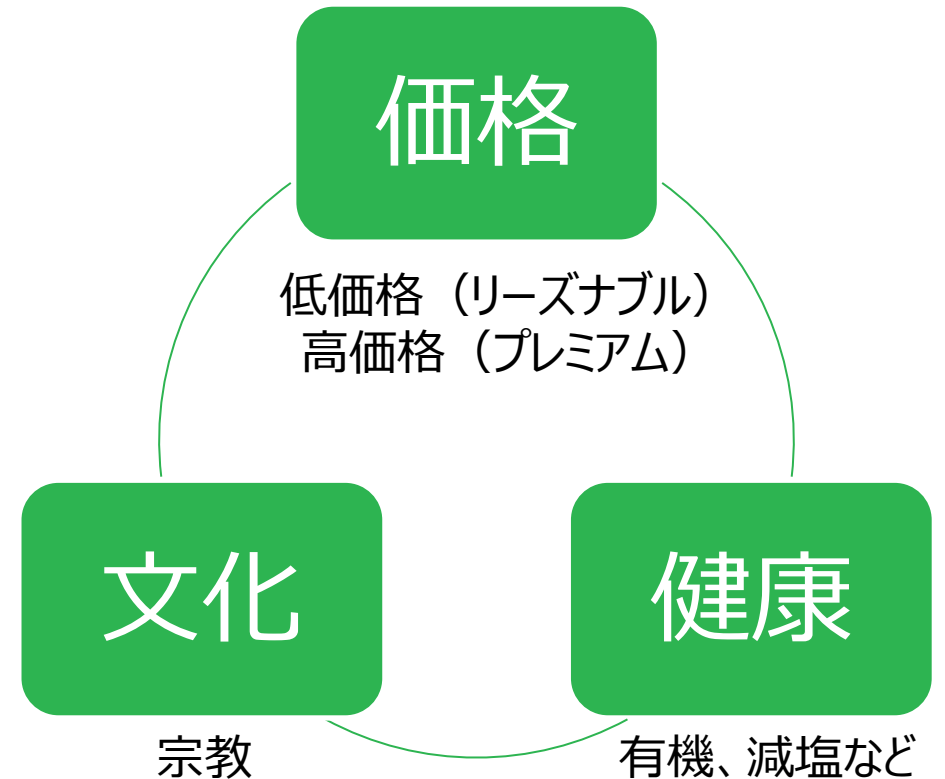 価格
低価格（リーズナブル）
高価格（プレミアム）
文化
健康
宗教
有機、減塩など